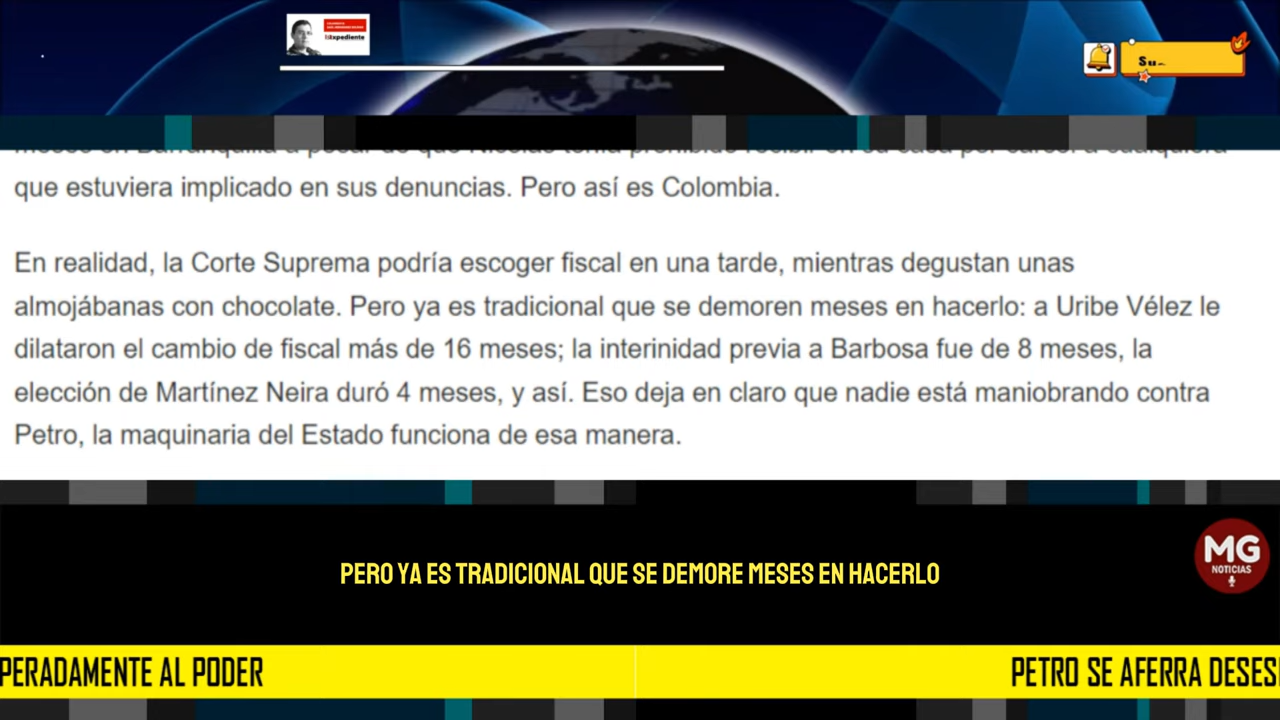 Expediente
Su
que estuviera implicado en sus denuncias. Pero así es Colombia.
En realidad, la Corte Suprema podría escoger fiscal en una tarde, mientras degustan unas
almojábanas con chocolate. Pero ya es tradicional que se demoren meses en hacerlo: a Uribe Vélez le
dilataron el cambio de fiscal más de 16 meses; la interinidad previa a Barbosa fue de 8 meses, la
elección de Martínez Neira duró 4 meses, y así. Eso deja en claro que nadie está maniobrando contra
Petro, la maquinaria del Estado funciona de esa manera.
PERO YA ES TRADICIONAL QUE SE DEMORE MESES EN HACERLO
MG
NOTICIAS
PERADAMENTE AL PODER
PETRO SE AFERRA DESES